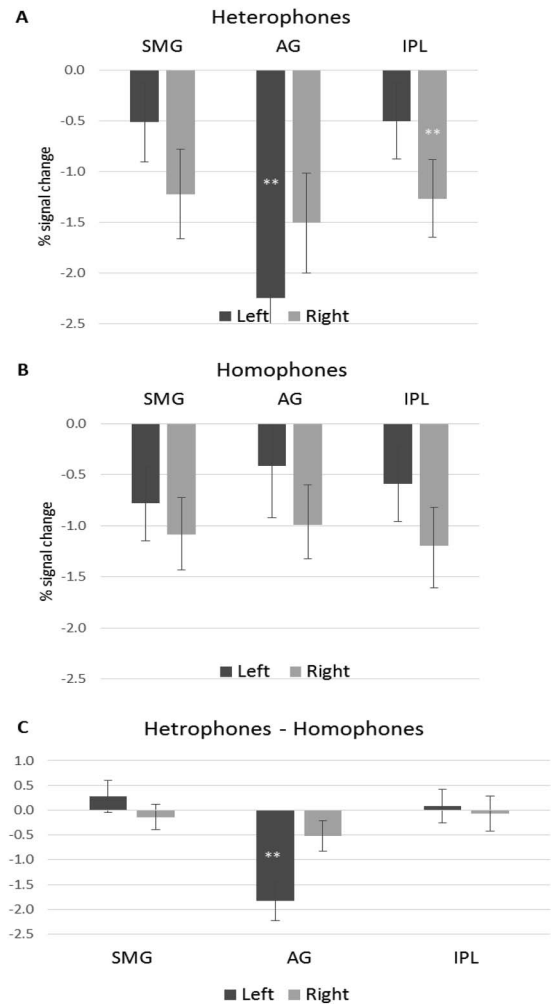 A Heterophones
SMG AG IPL
0.0
-0.5
**
-1.0
**
-1.5
-2.0
-2.5
% signal change
Left Right
B Homophones
SMG AG IPL
0.0
-0.5
-1.0
-1.5
-2.0
-2.5
% signal change
Left Right
C Hetrophones - Homophones
1.0
0.5
0.0
-0.5
-1.0
**
-1.5
-2.0
-2.5
SMG AG IPL
Left Right